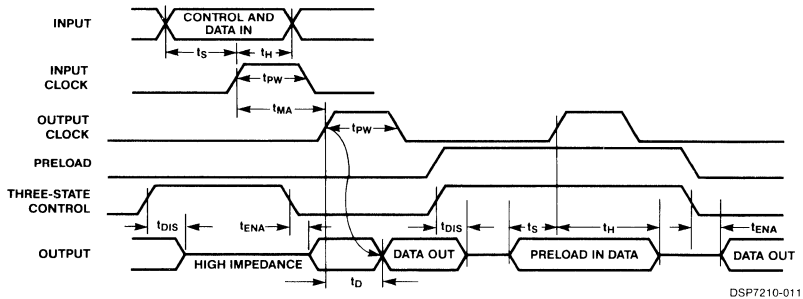 INPUT
CONTROL AND
DATA IN
tS
tH
INPUT
CLOCK
tPW
tMA
OUTPUT
CLOCK
tPW
PRELOAD
THREE-STATE
CONTROL
tDIS
tENA
tDIS
tS
tH
tENA
OUTPUT
HIGH IMPEDANCE
DATA OUT
PRELOAD IN DATA
DATA OUT
tD
DSP7210-011